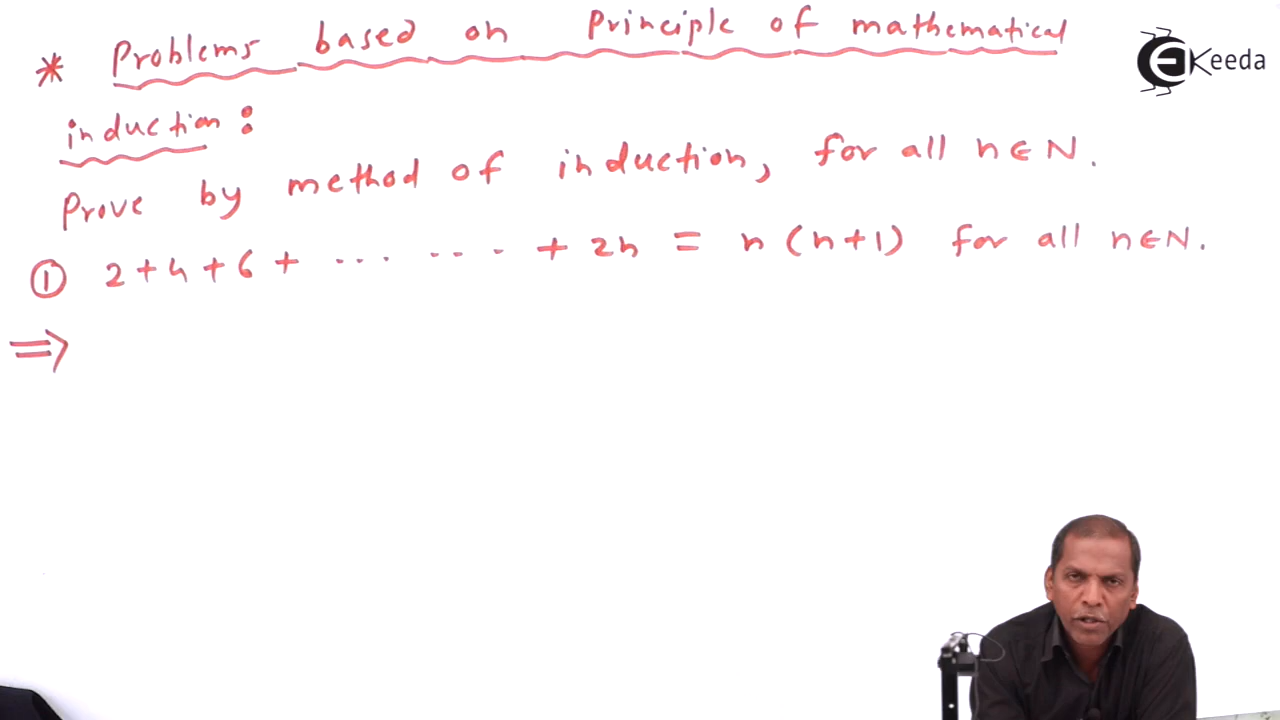 * Problems based on Principle of mathematical
induction :
Prove by method of induction, for all n ∈ N.
① 2 + 4 + 6 + ... ... + 2n = n (n+1) for all n ∈ N.
⇒
EKeeda